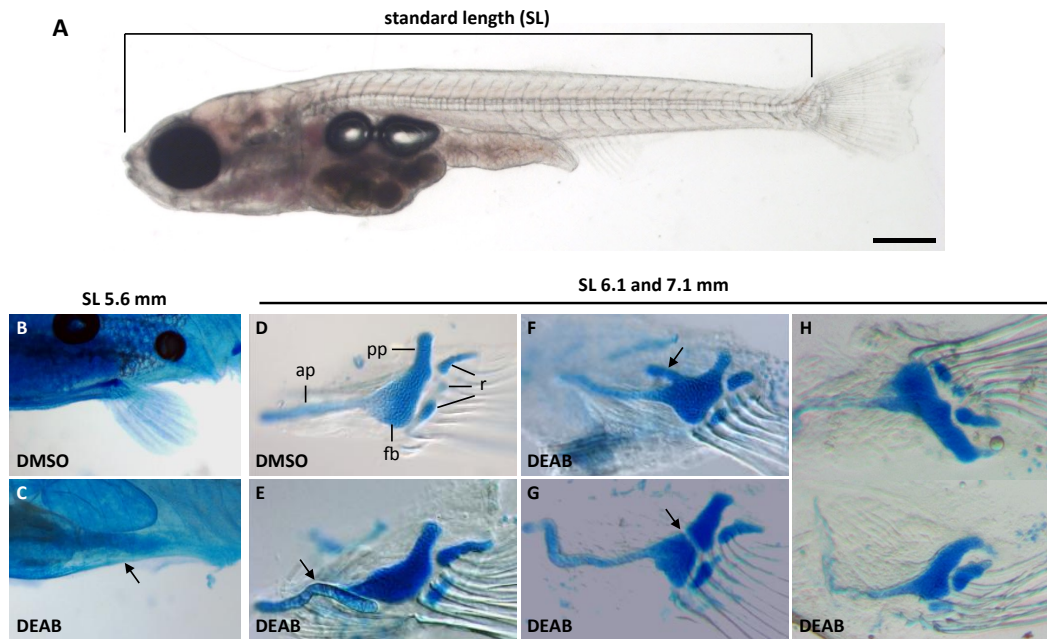 standard length (SL)
A
SL 5.6 mm
SL 6.1 and 7.1 mm
B
DMSO
D
pp
ap
r
fb
DMSO
F
DEAB
H
C
DEAB
E
DEAB
G
DEAB